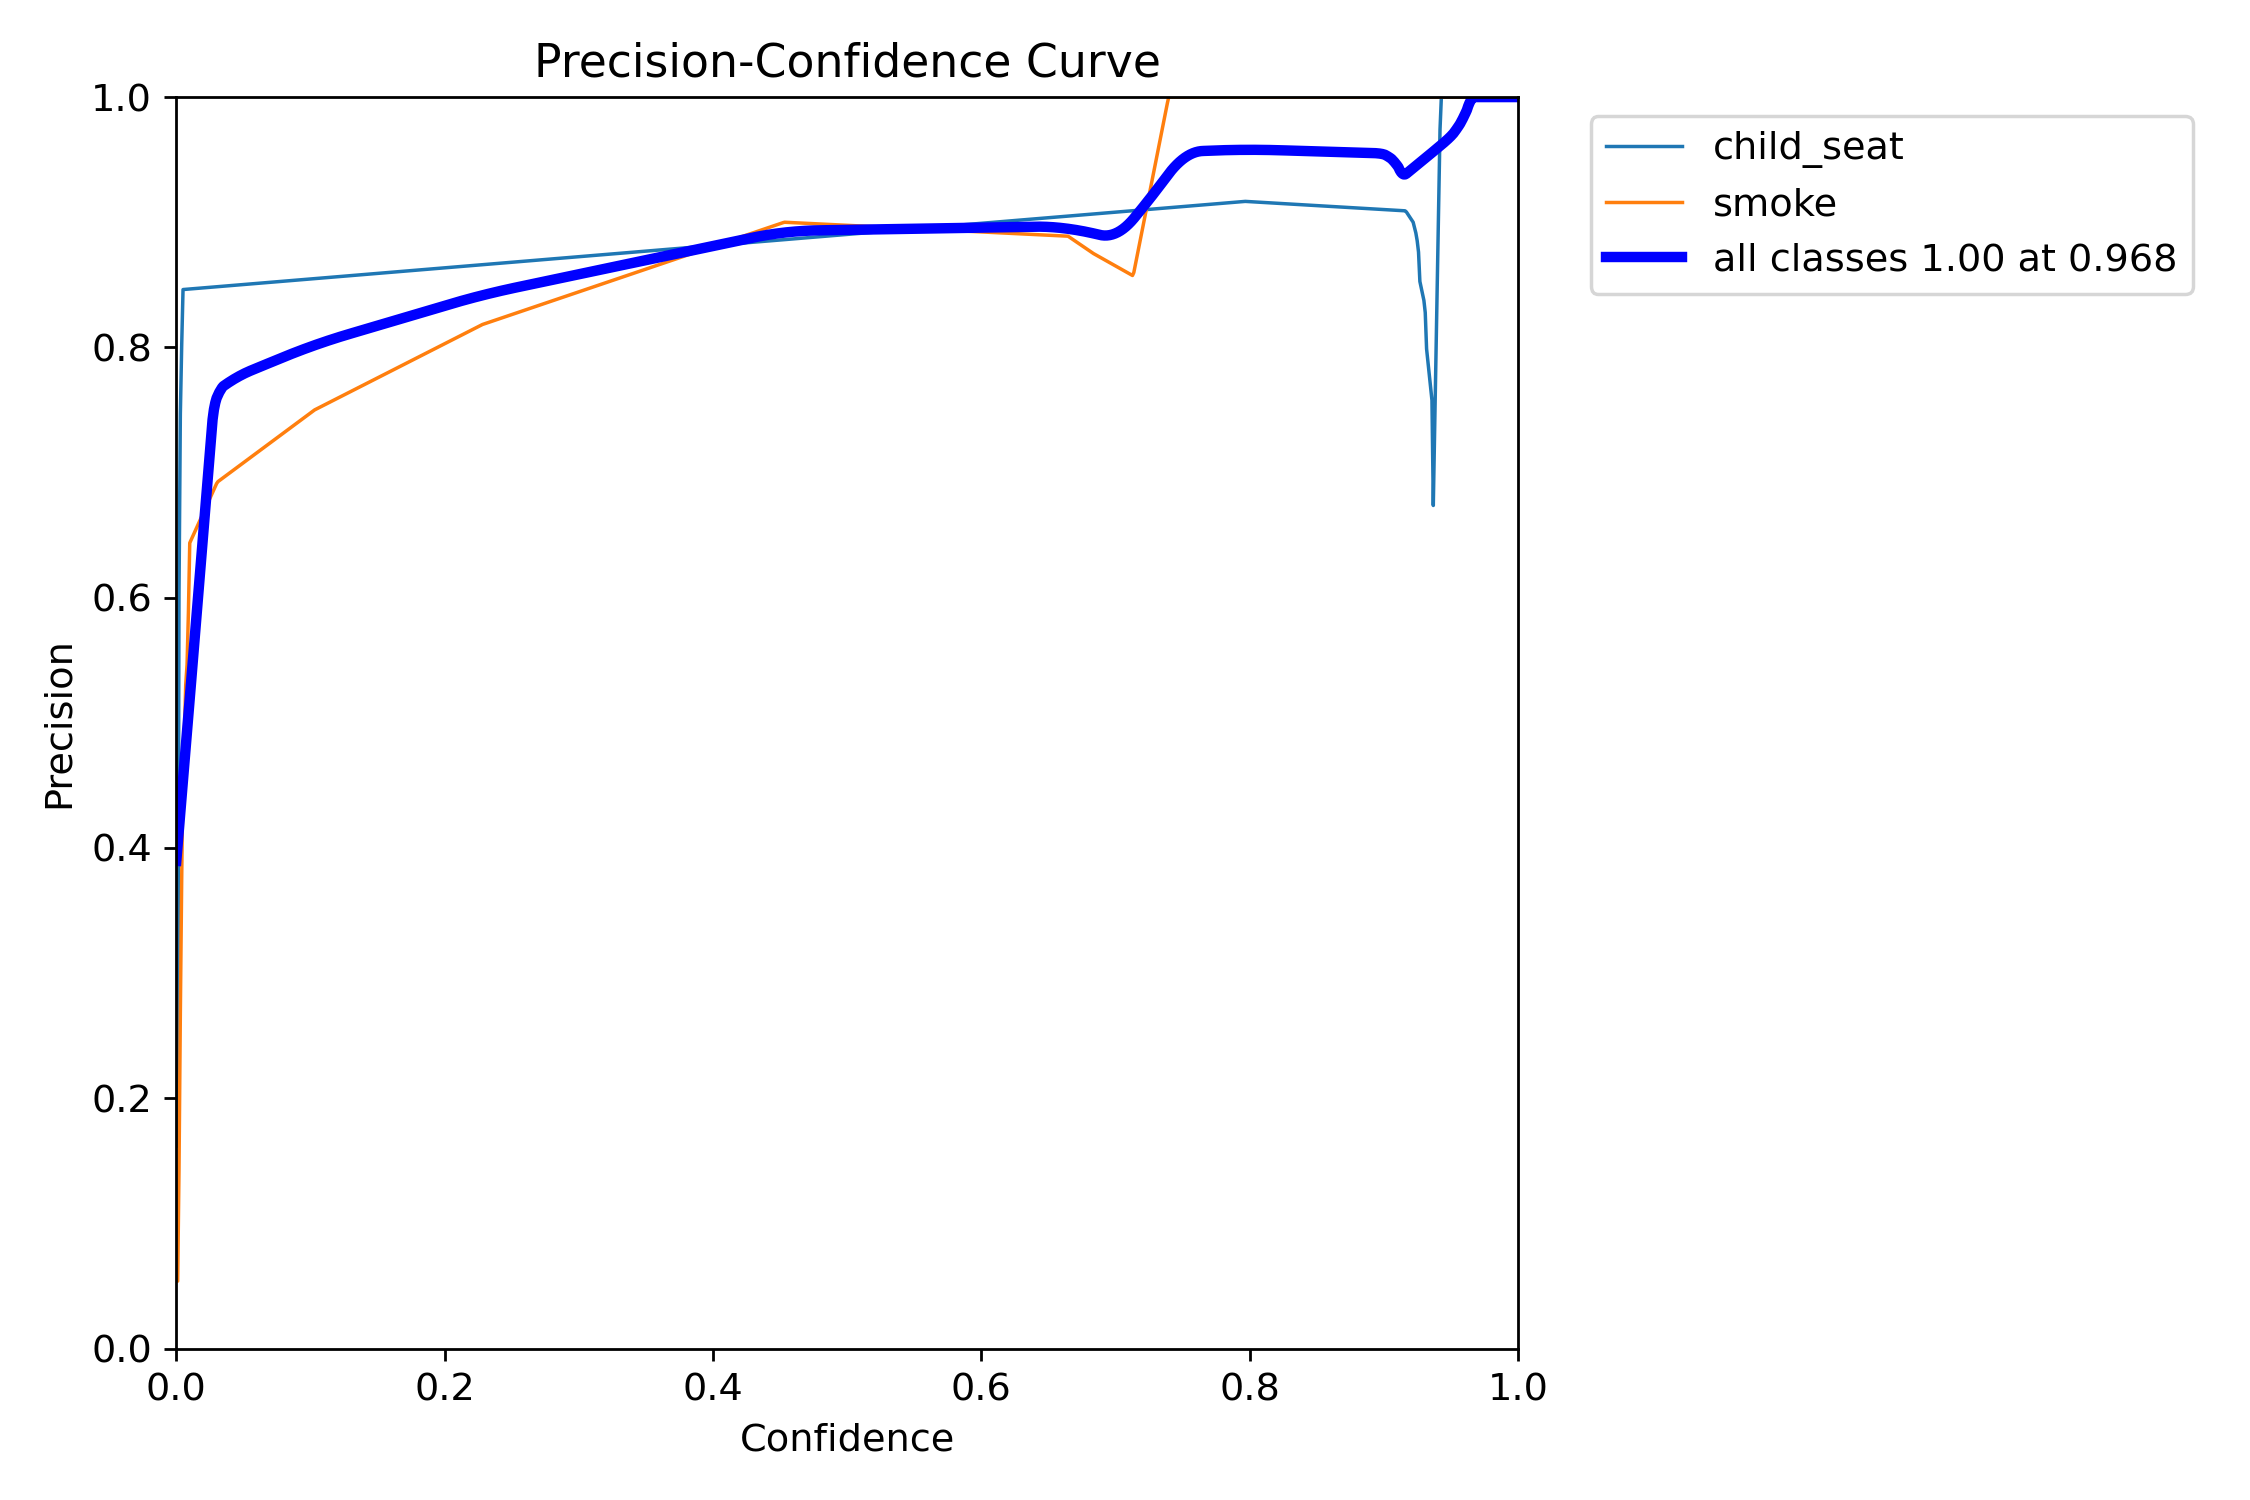 Precision-Confidence Curve
1.0
0.8
0.6
0.4
0.2
0.0
Precision
0.0 0.2 0.4 0.6 0.8 1.0
Confidence
child_seat
smoke
all classes 1.00 at 0.968